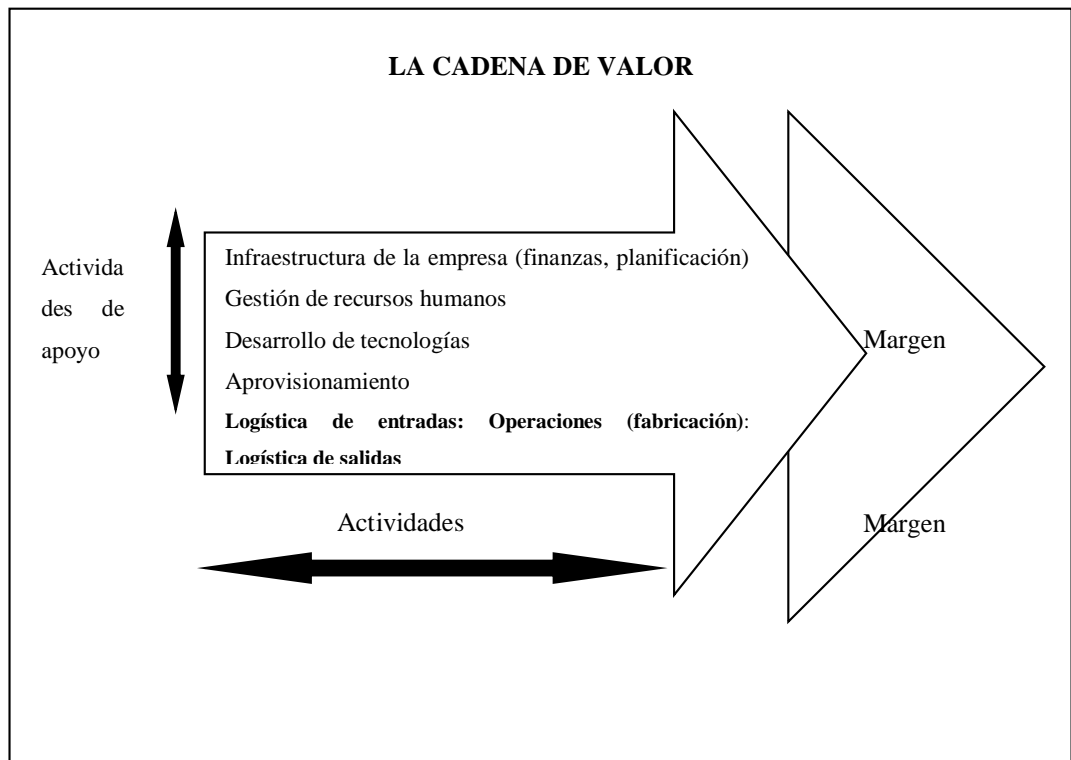 LA CADENA DE VALOR
Activida
des de
apoyo
Infraestructura de la empresa (finanzas, planificación)
Gestión de recursos humanos
Desarrollo de tecnologías
Aprovisionamiento
Logística de entradas: Operaciones (fabricación):
Logística de salidas
Margen
Actividades
Margen